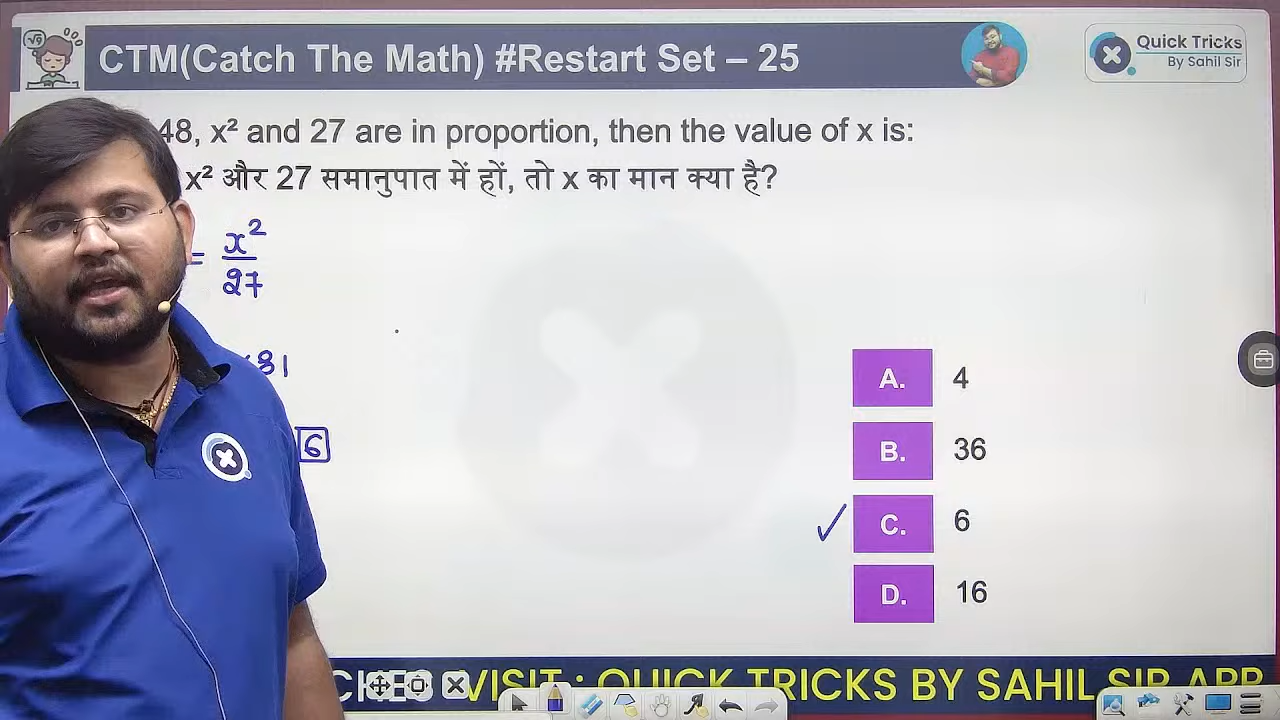 CTM(Catch The Math) #Restart Set – 25
Quick Tricks
By Sahil Sir
48, x² and 27 are in proportion, then the value of x is:
x² और 27 समानुपात में हों, तो x का मान क्या है?
= x²
27
81
6
A. 4
B. 36
C. 6
D. 16
VISIT : QUICK TRICKS BY SAHIL SIR APP